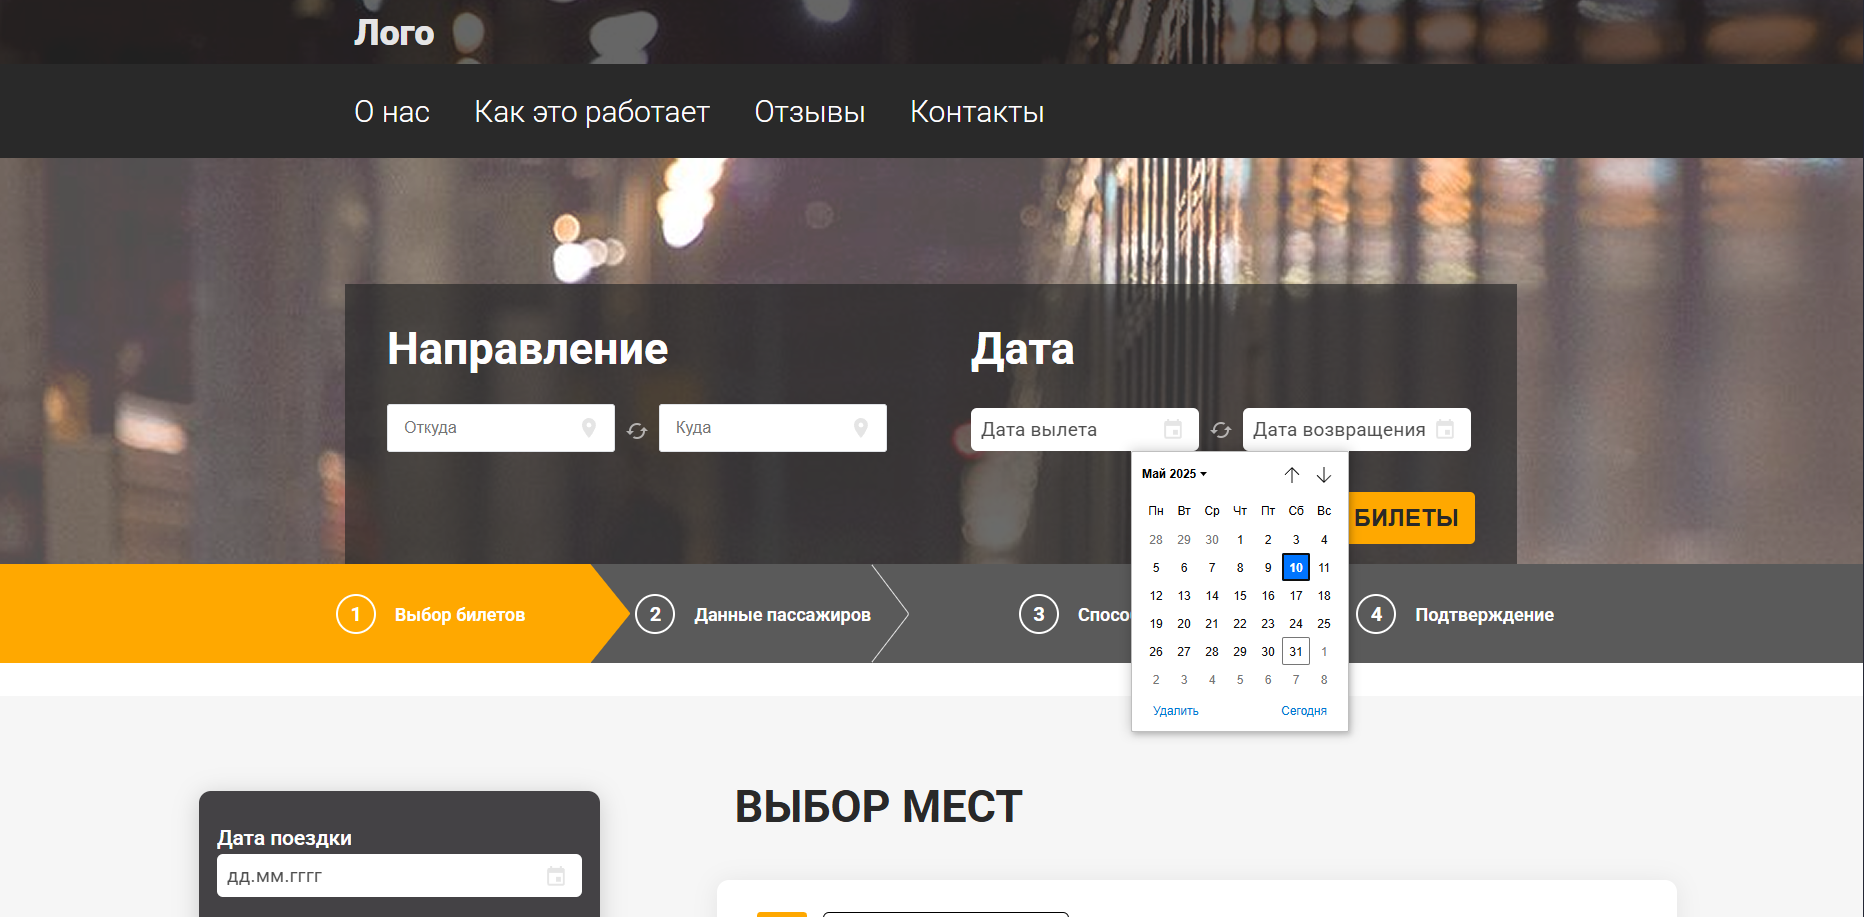 Лого
О нас Как это работает Отзывы Контакты
Направление
Откуда
Куда
Дата
Дата вылета
Дата возвращения
Май 2025
Пн Вт Ср Чт Пт Сб Вс
28 29 30 1 2 3 4
5 6 7 8 9 10 11
12 13 14 15 16 17 18
19 20 21 22 23 24 25
26 27 28 29 30 31 1
2 3 4 5 6 7 8
Удалить Сегодня
БИЛЕТЫ
1 Выбор билетов
2 Данные пассажиров
3 Спосо
4 Подтверждение
Дата поездки
дд.мм.гггг
ВЫБОР МЕСТ